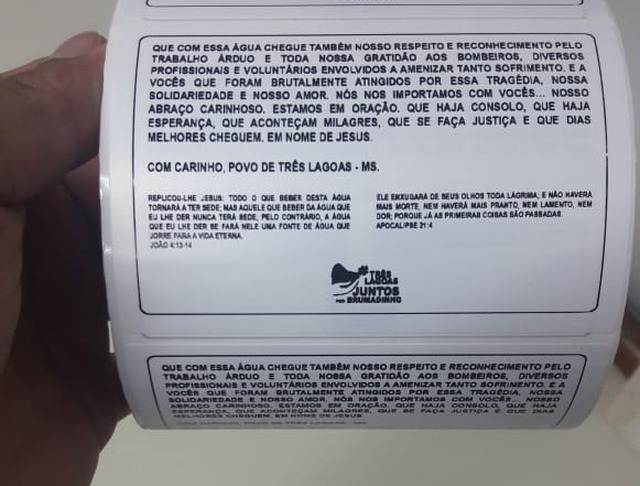 QUE COM ESSA ÁGUA CHEGUE TAMBÉM NOSSO RESPEITO E RECONHECIMENTO PELO
TRABALHO ÁRDUO E TODA NOSSA GRATIDÃO AOS BOMBEIROS, DIVERSOS
PROFISSIONAIS E VOLUNTÁRIOS ENVOLVIDOS A AMENIZAR TANTO SOFRIMENTO. E A
VOCÊS QUE FORAM BRUTALMENTE ATINGIDOS POR ESSA TRAGÉDIA, NOSSA
SOLIDARIEDADE E NOSSO AMOR. NÓS NOS IMPORTAMOS COM VOCÊS... NOSSO
ABRAÇO CARINHOSO. ESTAMOS EM ORAÇÃO. QUE HAJA CONSOLO, QUE HAJA
ESPERANÇA, QUE ACONTEÇAM MILAGRES, QUE SE FAÇA JUSTIÇA E QUE DIAS
MELHORES CHEGUEM. EM NOME DE JESUS.
COM CARINHO, POVO DE TRÊS LAGOAS - MS.
REPLICOU-LHE JESUS: TODO O QUE BEBER DESTA ÁGUA
TORNARÁ A TER SEDE; MAS AQUELE QUE BEBER DA ÁGUA QUE
EU LHE DER NUNCA TERÁ SEDE; PELO CONTRÁRIO, A ÁGUA
QUE EU LHE DER SE FARÁ NELE UMA FONTE DE ÁGUA QUE
JORRE PARA A VIDA ETERNA.
JOÃO 4:13-14
ELE ENXUGARÁ DE SEUS OLHOS TODA LÁGRIMA; E NÃO HAVERÁ
MAIS MORTE, NEM HAVERÁ MAIS PRANTO, NEM LAMENTO, NEM
DOR; PORQUE JÁ AS PRIMEIRAS COISAS SÃO PASSADAS.
APOCALIPSE 21:4
TRÊS
LAGOAS
JUNTOS
POR BRUMADINHO
QUE COM ESSA ÁGUA CHEGUE TAMBÉM NOSSO RESPEITO E RECONHECIMENTO PELO
TRABALHO ÁRDUO E TODA NOSSA GRATIDÃO AOS BOMBEIROS, DIVERSOS
PROFISSIONAIS E VOLUNTÁRIOS ENVOLVIDOS A AMENIZAR TANTO SOFRIMENTO. E A
VOCÊS QUE FORAM BRUTALMENTE ATINGIDOS POR ESSA TRAGÉDIA, NOSSA
SOLIDARIEDADE E NOSSO AMOR. NÓS NOS IMPORTAMOS COM VOCÊS... NOSSO
ABRAÇO CARINHOSO. ESTAMOS EM ORAÇÃO. QUE HAJA CONSOLO, QUE HAJA
ESPERANÇA, QUE ACONTEÇAM MILAGRES, QUE SE FAÇA JUSTIÇA E QUE DIAS
MELHORES CHEGUEM. EM NOME DE JESUS.